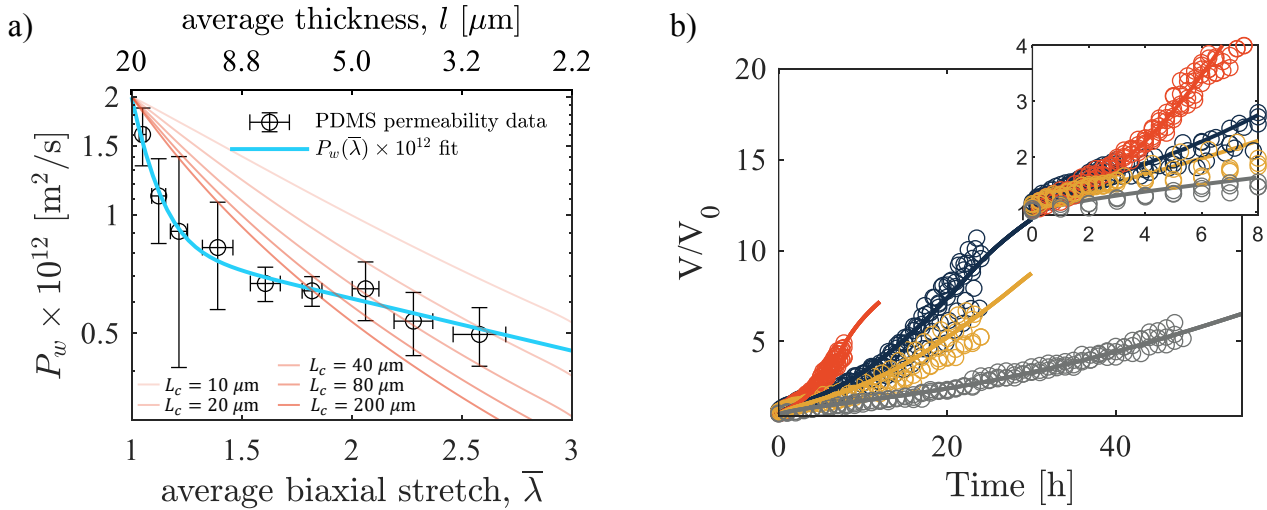 a)
average thickness, l [μm]
20 8.8 5.0 3.2 2.2
2
1.5
1
0.5
P_w × 10^12 [m^2/s]
PDMS permeability data
P_w(λ̅) × 10^12 fit
L_c = 10 μm
L_c = 20 μm
L_c = 40 μm
L_c = 80 μm
L_c = 200 μm
1 1.5 2 2.5 3
average biaxial stretch, λ̅
b)
20
15
10
5
V/V_0
0 20 40
Time [h]
4
3
2
0 2 4 6 8